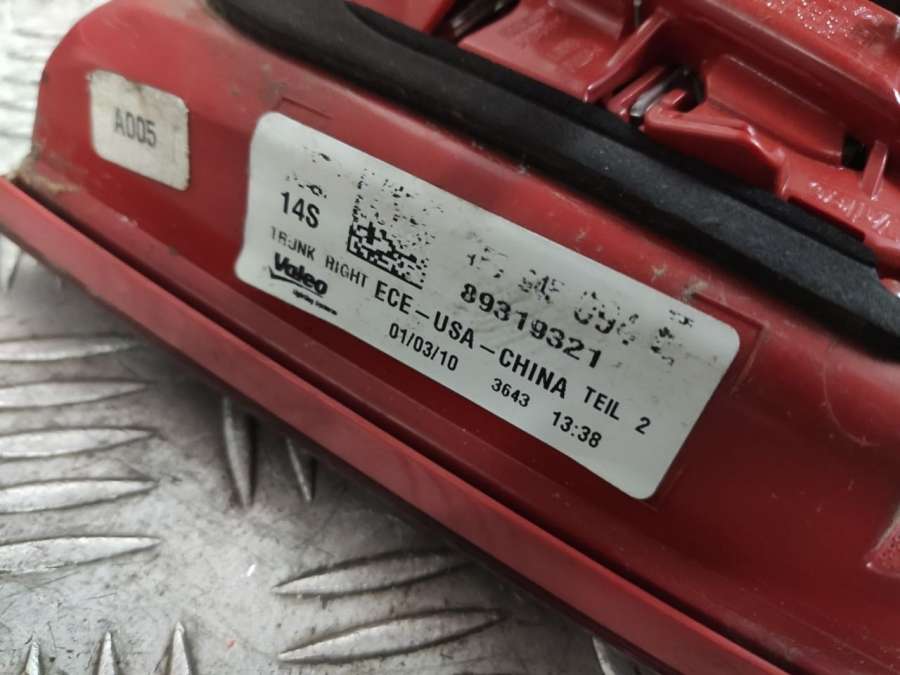 A005
14S
89319321
TRUNK RIGHT ECE-USA-CHINA TEIL 2
Valeo
01/03/10 3643 13:38